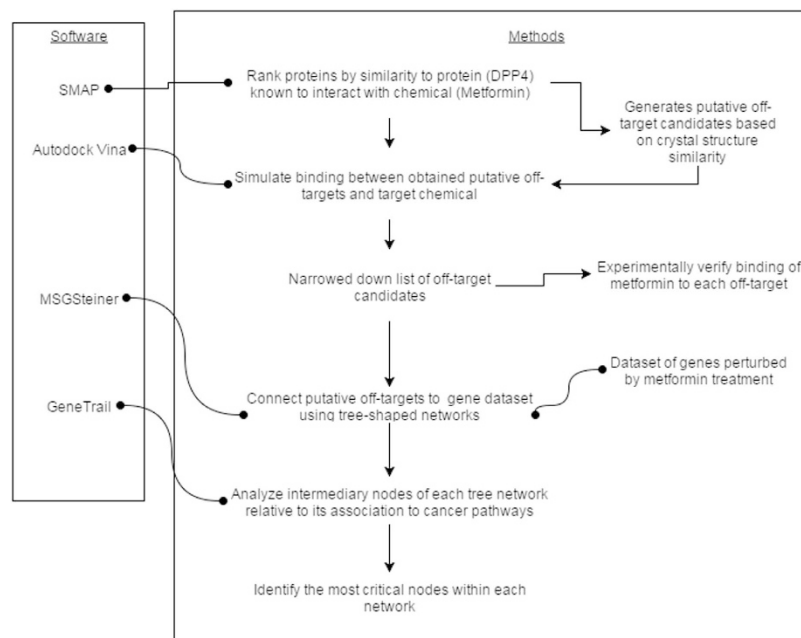 Software
SMAP
Autodock Vina
MSGSteiner
GeneTrail
Methods
Rank proteins by similarity to protein (DPP4)
known to interact with chemical (Metformin)
Generates putative off-
target candidates based
on crystal structure
similarity
Simulate binding between obtained putative off-
targets and target chemical
Narrowed down list of off-target
candidates
Experimentally verify binding of
metformin to each off-target
Dataset of genes perturbed
by metformin treatment
Connect putative off-targets to gene dataset
using tree-shaped networks
Analyze intermediary nodes of each tree network
relative to its association to cancer pathways
Identify the most critical nodes within each
network